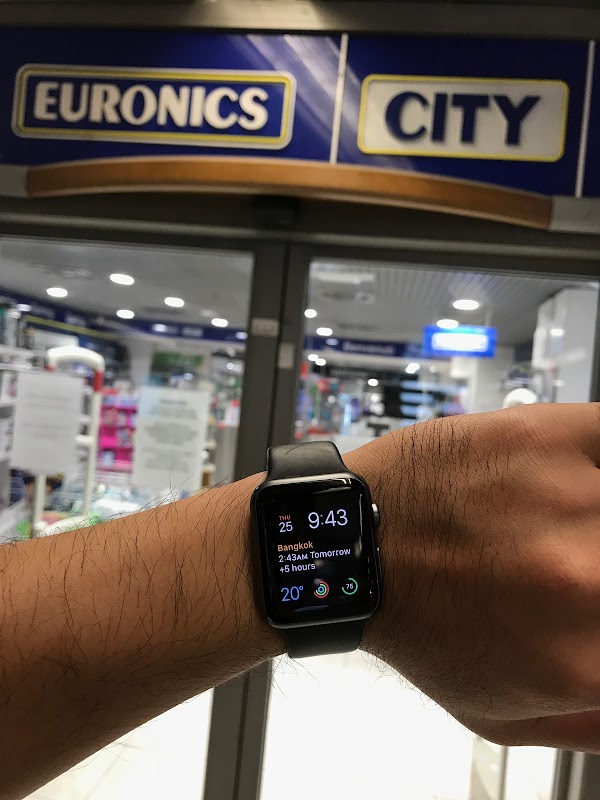 EURONICS
CITY
THU
25
9:43
Bangkok
2:43AM Tomorrow
+5 hours
20°
75